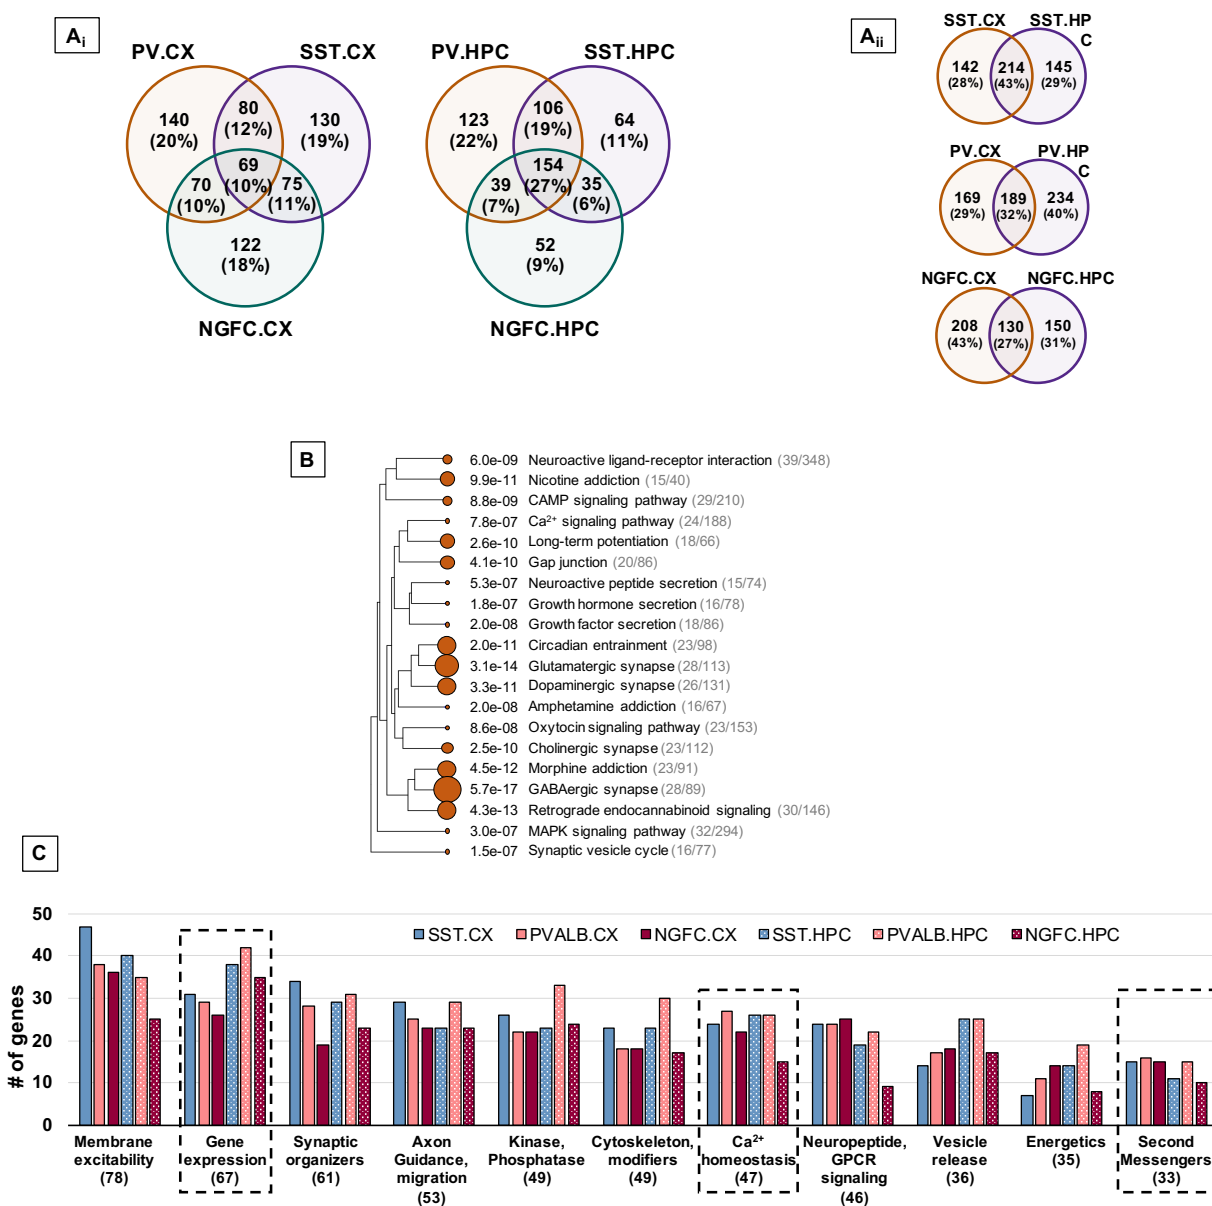 Ai
PV.CX
SST.CX
140
(20%)
80
(12%)
130
(19%)
69
(10%)
70
(10%)
75
(11%)
122
(18%)
NGFC.CX
PV.HPC
SST.HPC
123
(22%)
106
(19%)
64
(11%)
154
(27%)
39
(7%)
35
(6%)
52
(9%)
NGFC.HPC
Aii
SST.CX
SST.HP
C
142
(28%)
214
(43%)
145
(29%)
PV.CX
PV.HP
C
169
(29%)
189
(32%)
234
(40%)
NGFC.CX
NGFC.HPC
208
(43%)
130
(27%)
150
(31%)
B
6.0e-09 Neuroactive ligand-receptor interaction (39/348)
9.9e-11 Nicotine addiction (15/40)
8.8e-09 CAMP signaling pathway (29/210)
7.8e-07 Ca²⁺ signaling pathway (24/188)
2.6e-10 Long-term potentiation (18/66)
4.1e-10 Gap junction (20/86)
5.3e-07 Neuroactive peptide secretion (15/74)
1.8e-07 Growth hormone secretion (16/78)
2.0e-08 Growth factor secretion (18/86)
2.0e-11 Circadian entrainment (23/98)
3.1e-14 Glutamatergic synapse (28/113)
3.3e-11 Dopaminergic synapse (26/131)
2.0e-08 Amphetamine addiction (16/67)
8.6e-08 Oxytocin signaling pathway (23/153)
2.5e-10 Cholinergic synapse (23/112)
4.5e-12 Morphine addiction (23/91)
5.7e-17 GABAergic synapse (28/89)
4.3e-13 Retrograde endocannabinoid signaling (30/146)
3.0e-07 MAPK signaling pathway (32/294)
1.5e-07 Synaptic vesicle cycle (16/77)
C
# of genes
50
40
30
20
10
0
SST.CX PVALB.CX NGFC.CX SST.HPC PVALB.HPC NGFC.HPC
Membrane
excitability
(78)
Gene
expression
(67)
Synaptic
organizers
(61)
Axon
Guidance,
migration
(53)
Kinase,
Phosphatase
(49)
Cytoskeleton,
modifiers
(49)
Ca²⁺
homeostasis
(47)
Neuropeptide,
GPCR
signaling
(46)
Vesicle
release
(36)
Energetics
(35)
Second
Messengers
(33)